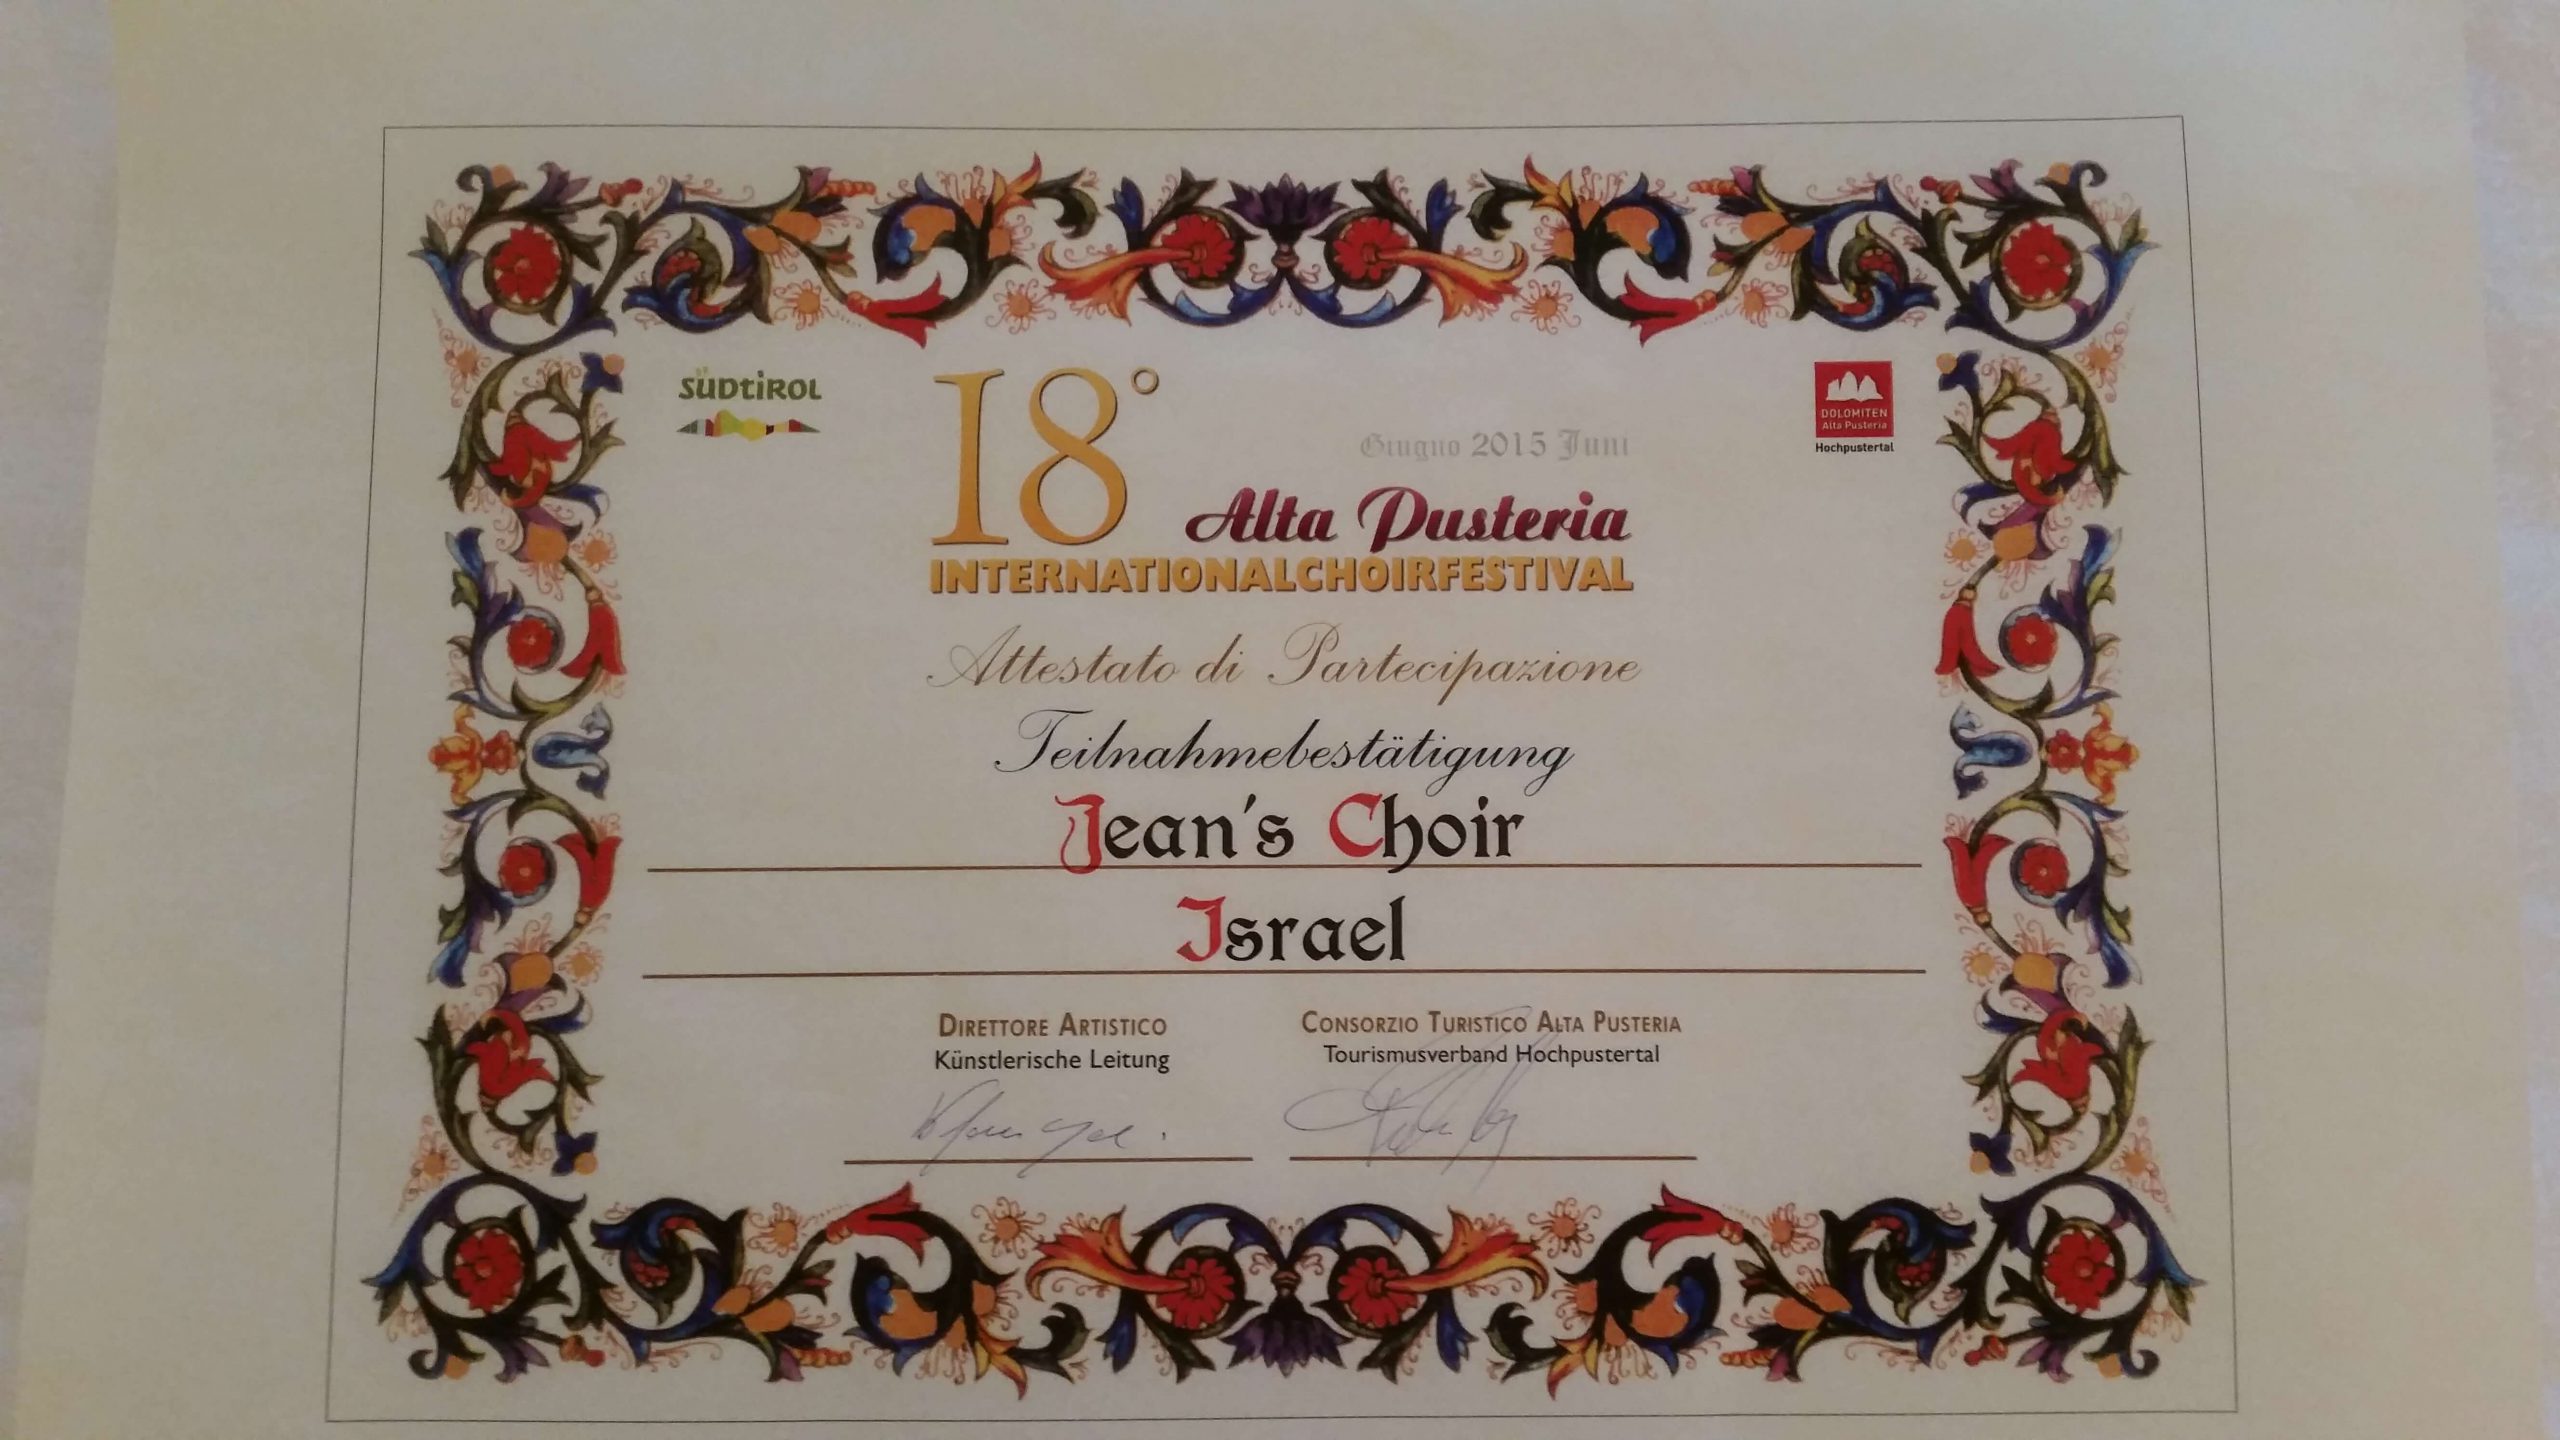 SÜDTIROL
18°
Giugno 2015 Juni
DOLOMITEN
Alta Pusteria
Hochpustertal
Alta Pusteria
INTERNATIONALCHOIRFESTIVAL
Attestato di Partecipazione
Teilnahmebestätigung
Jean's Choir
Israel
DIRETTORE ARTISTICO
Künstlerische Leitung
CONSORZIO TURISTICO ALTA PUSTERIA
Tourismusverband Hochpustertal